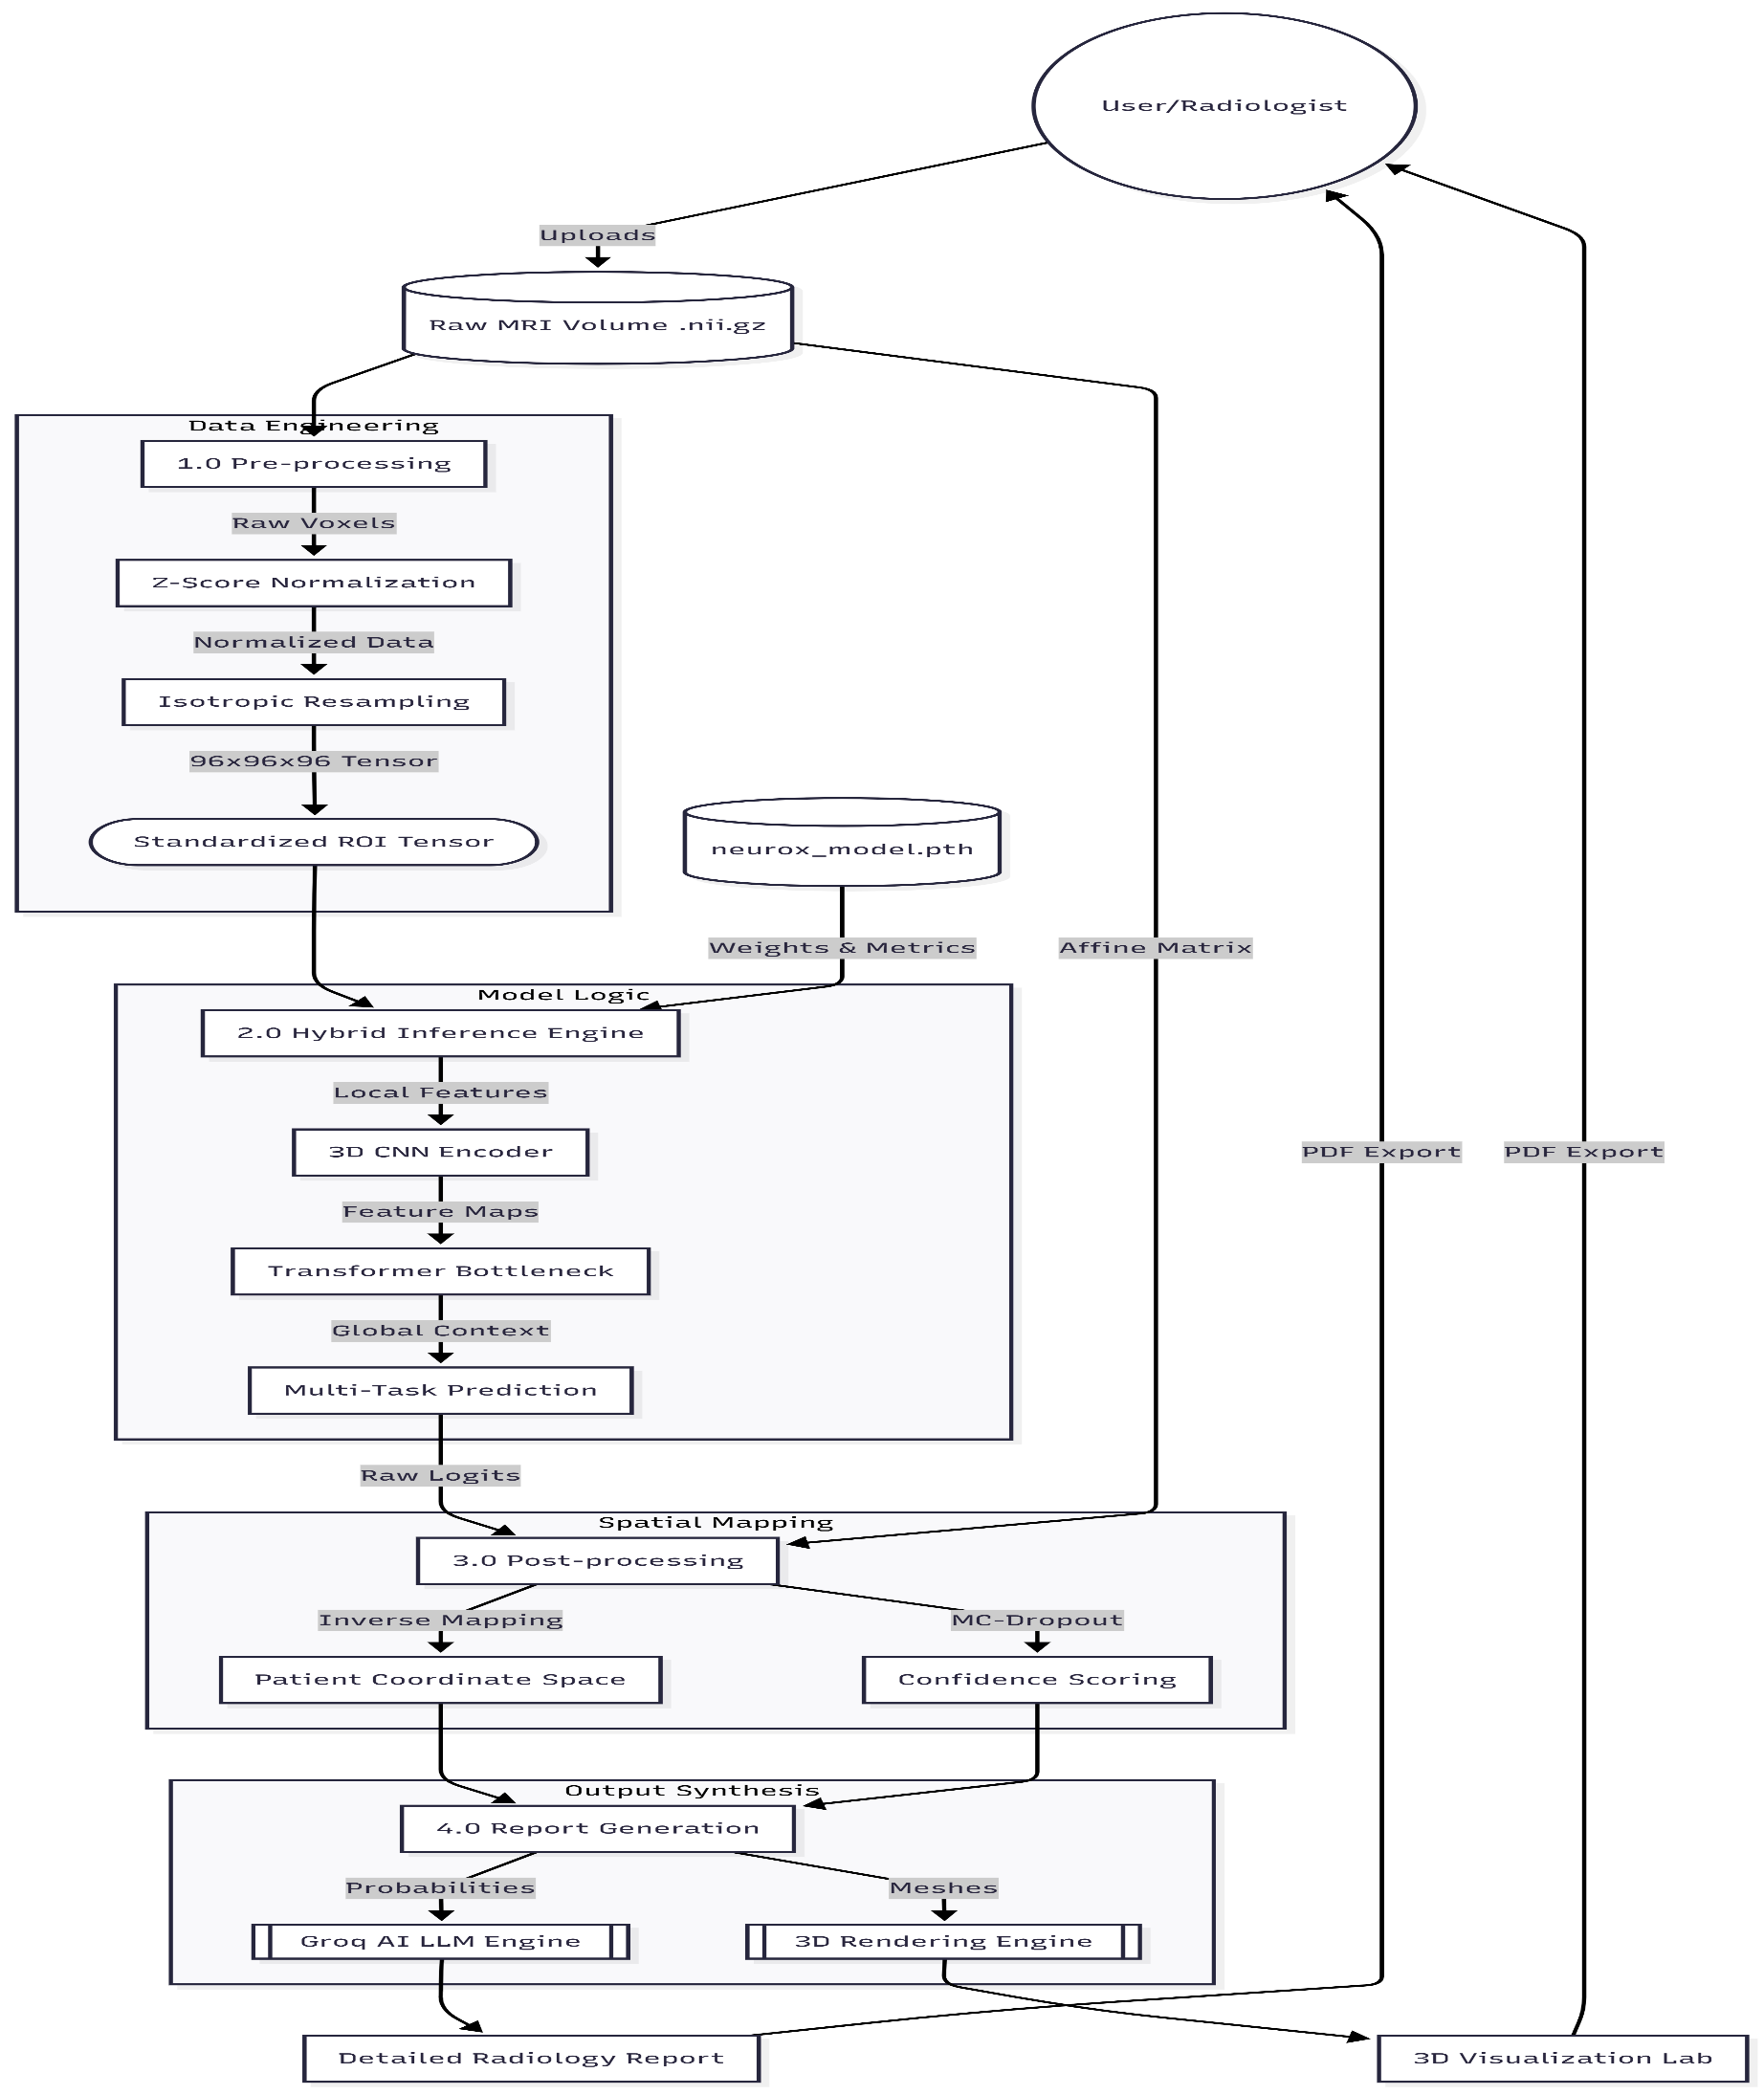 User/Radiologist
Uploads
Raw MRI Volume .nii.gz
Data Engineering
1.0 Pre-processing
Raw Voxels
Z-Score Normalization
Normalized Data
Isotropic Resampling
96x96x96 Tensor
Standardized ROI Tensor
neurox_model.pth
Weights & Metrics
Affine Matrix
Model Logic
2.0 Hybrid Inference Engine
Local Features
3D CNN Encoder
PDF Export
PDF Export
Feature Maps
Transformer Bottleneck
Global Context
Multi-Task Prediction
Raw Logits
Spatial Mapping
3.0 Post-processing
Inverse Mapping
MC-Dropout
Patient Coordinate Space
Confidence Scoring
Output Synthesis
4.0 Report Generation
Probabilities
Meshes
Groq AI LLM Engine
3D Rendering Engine
Detailed Radiology Report
3D Visualization Lab